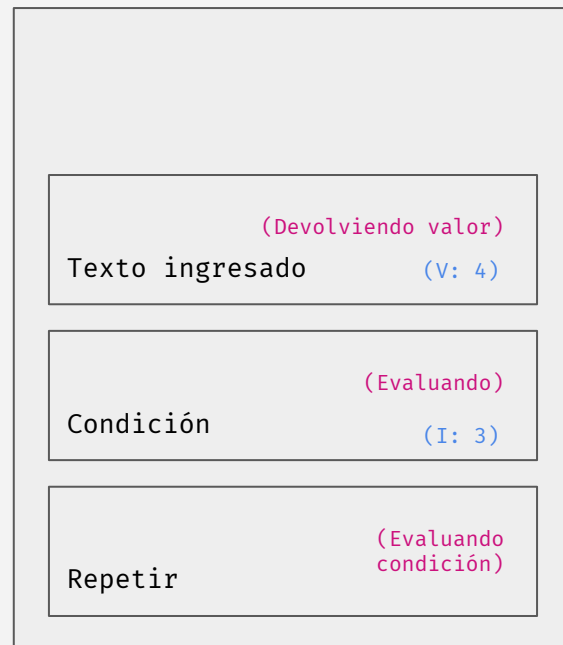 (Devolviendo valor)
Texto ingresado (V: 4)
(Evaluando)
Condición (I: 3)
(Evaluando
condición)
Repetir